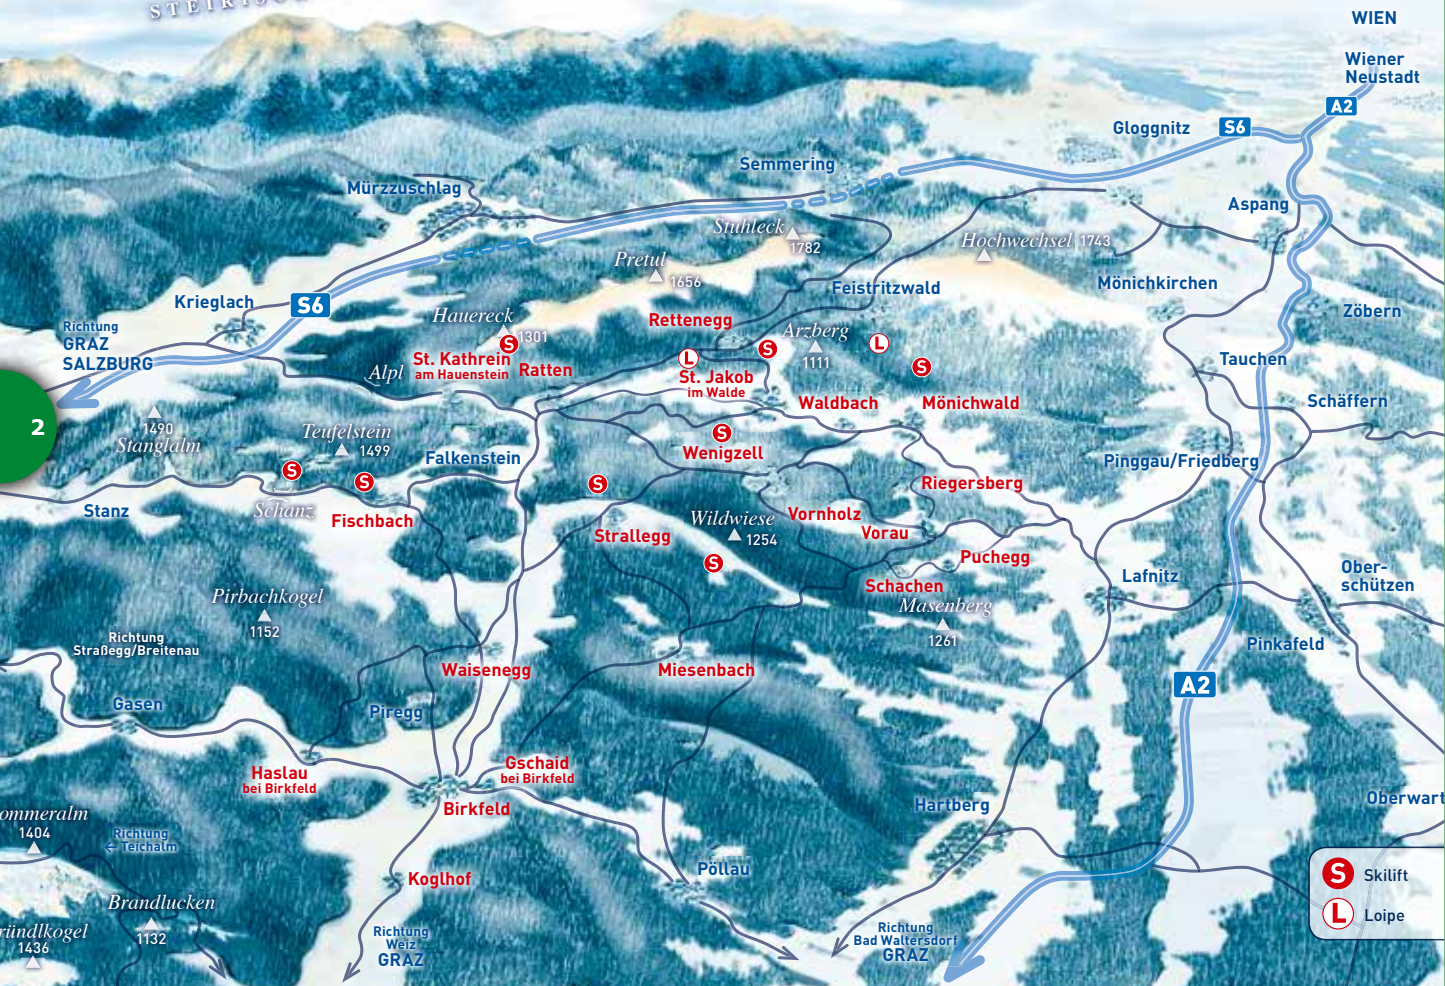 WIEN
Wiener
Neustadt
A2
Gloggnitz
S6
Semmering
Mürzzuschlag
Aspang
Stuhleck
1782
Hochwechsel 1743
Pretul
1656
Mönichkirchen
Feistritzwald
Krieglach
S6
Zöbern
Hauereck
1301
Rettenegg
Arzberg
1111
L
S
Richtung
GRAZ
SALZBURG
St. Kathrein
am Hauenstein
Ratten
S
L
S
Tauchen
Alpl
St. Jakob
im Walde
Waldbach
Mönichwald
Schäffern
2
1490
Stanglalm
Teufelstein
1499
S
Wenigzell
Falkenstein
Pinggau/Friedberg
S
S
S
Riegersberg
Stanz
Schanz
Fischbach
Vornholz
Wildwiese
1254
Strallegg
Vorau
Puchegg
S
Ober-
schützen
Lafnitz
Schachen
Pirbachkogel
1152
Masenberg
1261
Richtung
Straßegg/Breitenau
Pinkafeld
Waisenegg
Miesenbach
A2
Gasen
Piregg
Haslau
bei Birkfeld
Gschaid
bei Birkfeld
Birkfeld
Hartberg
Oberwart
ommeralm
1404
Richtung
← Teichalm
Pöllau
Koglhof
S Skilift
L Loipe
Brandlucken
1132
ründlkogel
1436
Richtung
Weiz
GRAZ
Richtung
Bad Waltersdorf
GRAZ